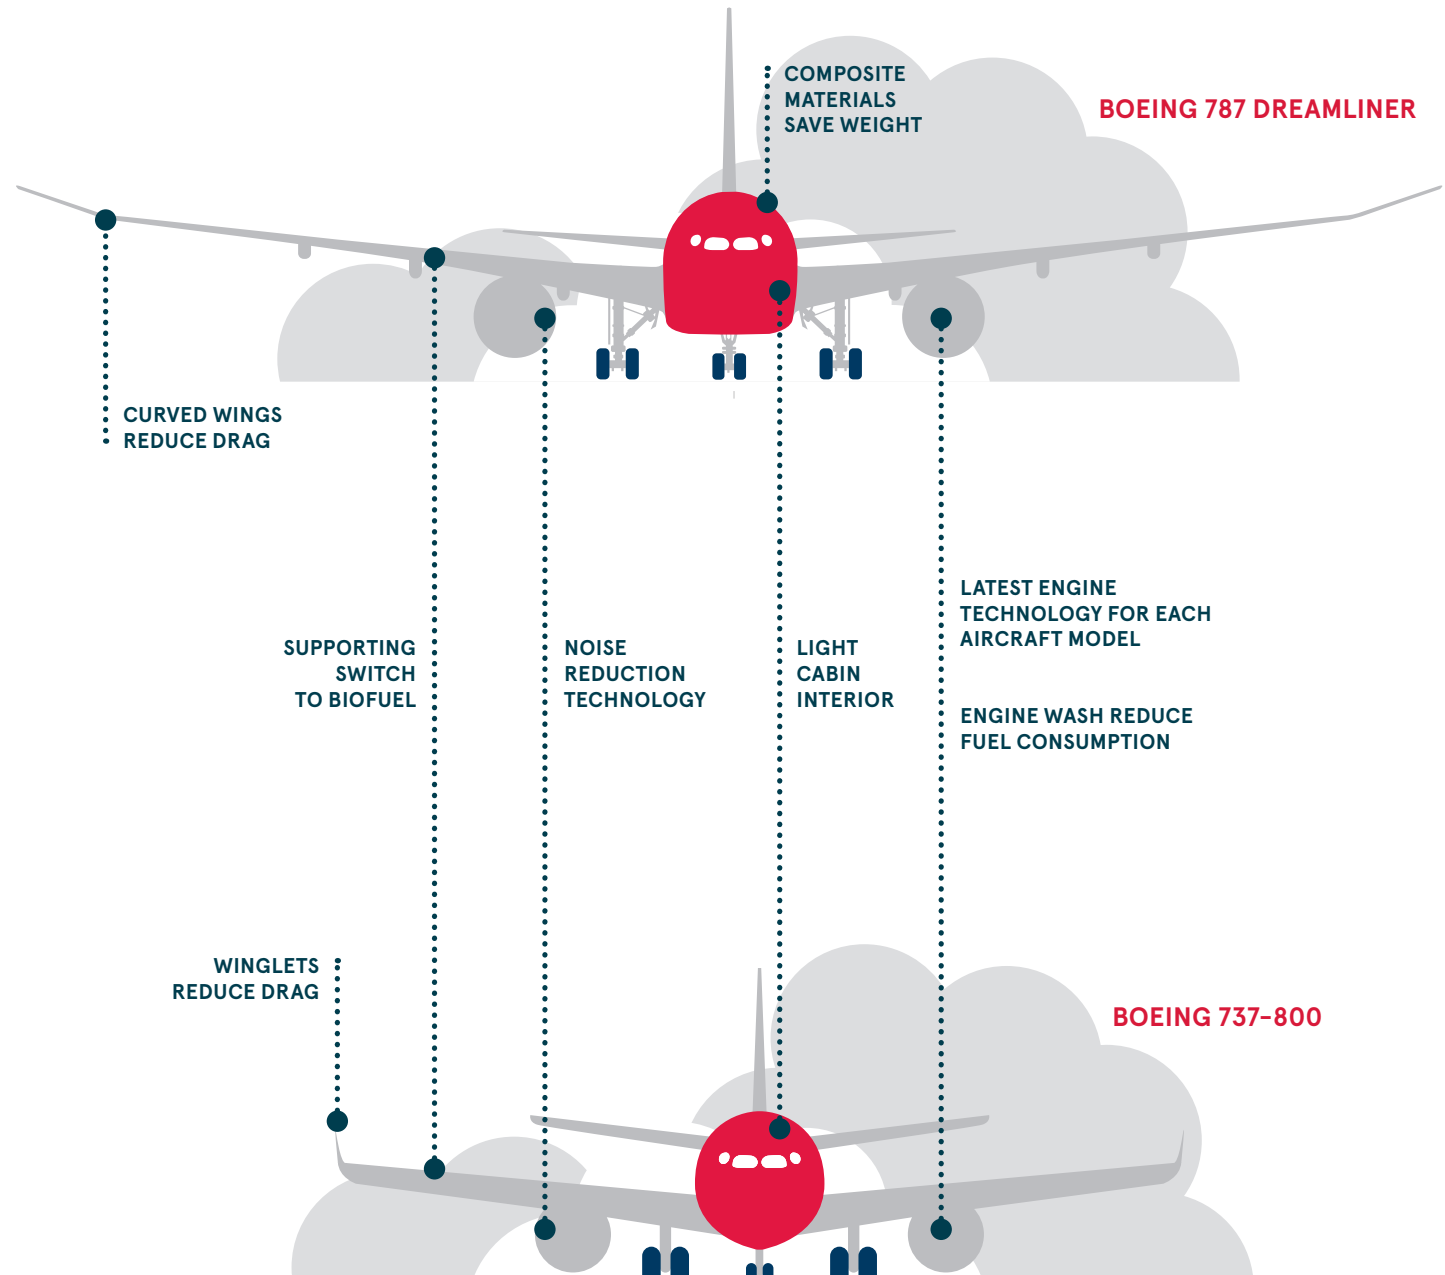 COMPOSITE
MATERIALS
SAVE WEIGHT
BOEING 787 DREAMLINER
CURVED WINGS
REDUCE DRAG
SUPPORTING
SWITCH
TO BIOFUEL
NOISE
REDUCTION
TECHNOLOGY
LIGHT
CABIN
INTERIOR
LATEST ENGINE
TECHNOLOGY FOR EACH
AIRCRAFT MODEL
ENGINE WASH REDUCE
FUEL CONSUMPTION
WINGLETS
REDUCE DRAG
BOEING 737-800